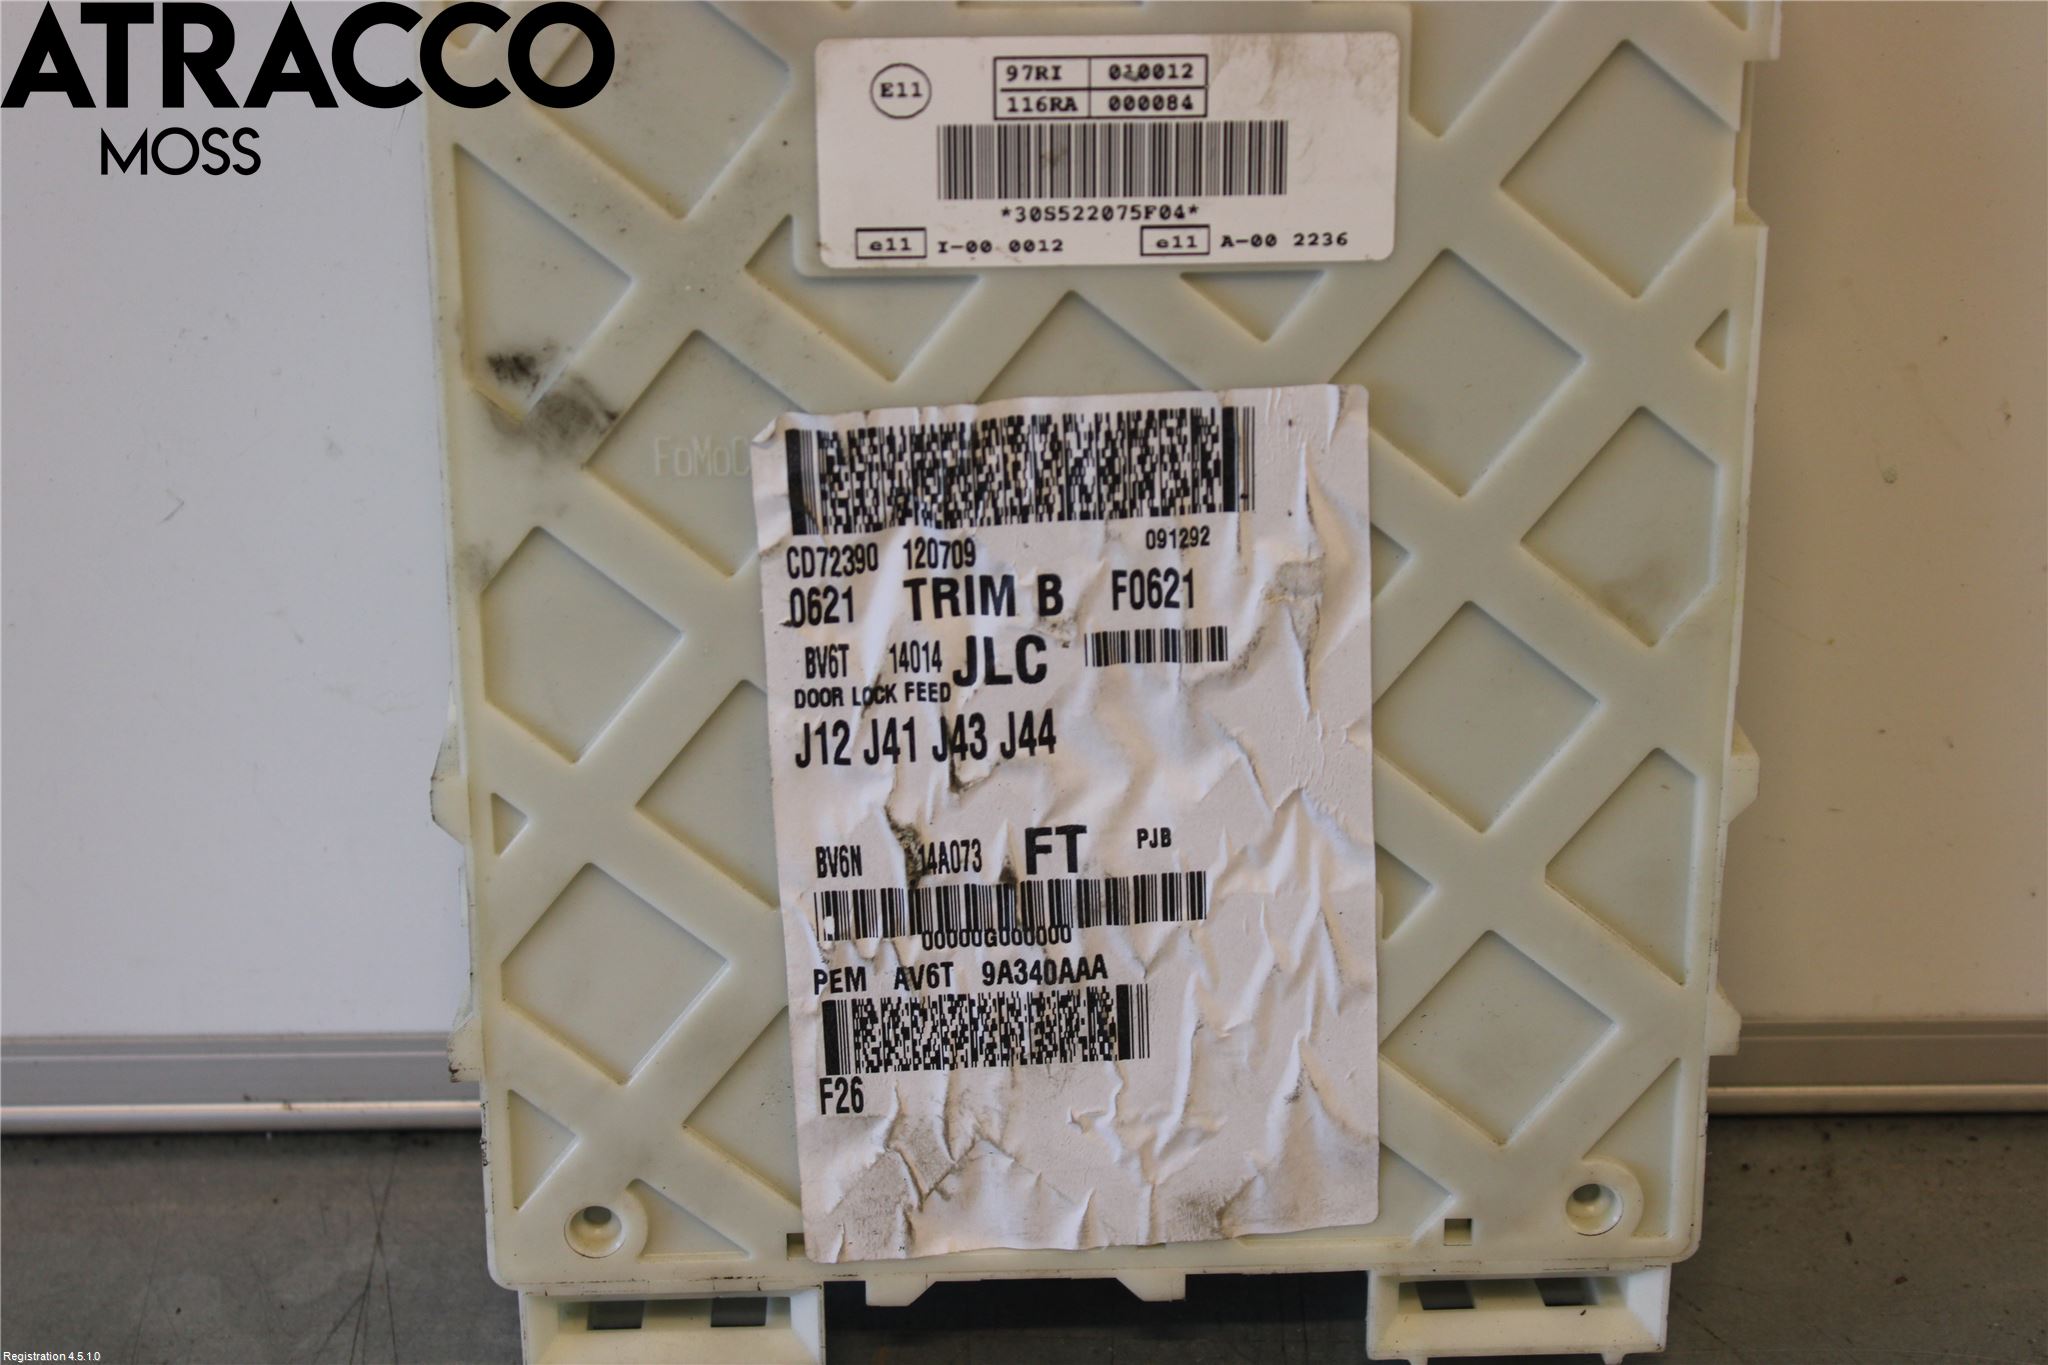 ATRACCO
MOSS
E11
97RI 010012
116RA 000084
*30S522075F04*
e11 I-00 0012 e11 A-00 2236
FoMoC
CD72390 120709 091292
0621 TRIM B F0621
BV6T 14014 JLC
DOOR LOCK FEED
J12 J41 J43 J44
BV6N 14A073 FT PJB
00000G000000
PEM AV6T 9A340AAA
F26
Registration 4.5.1.0